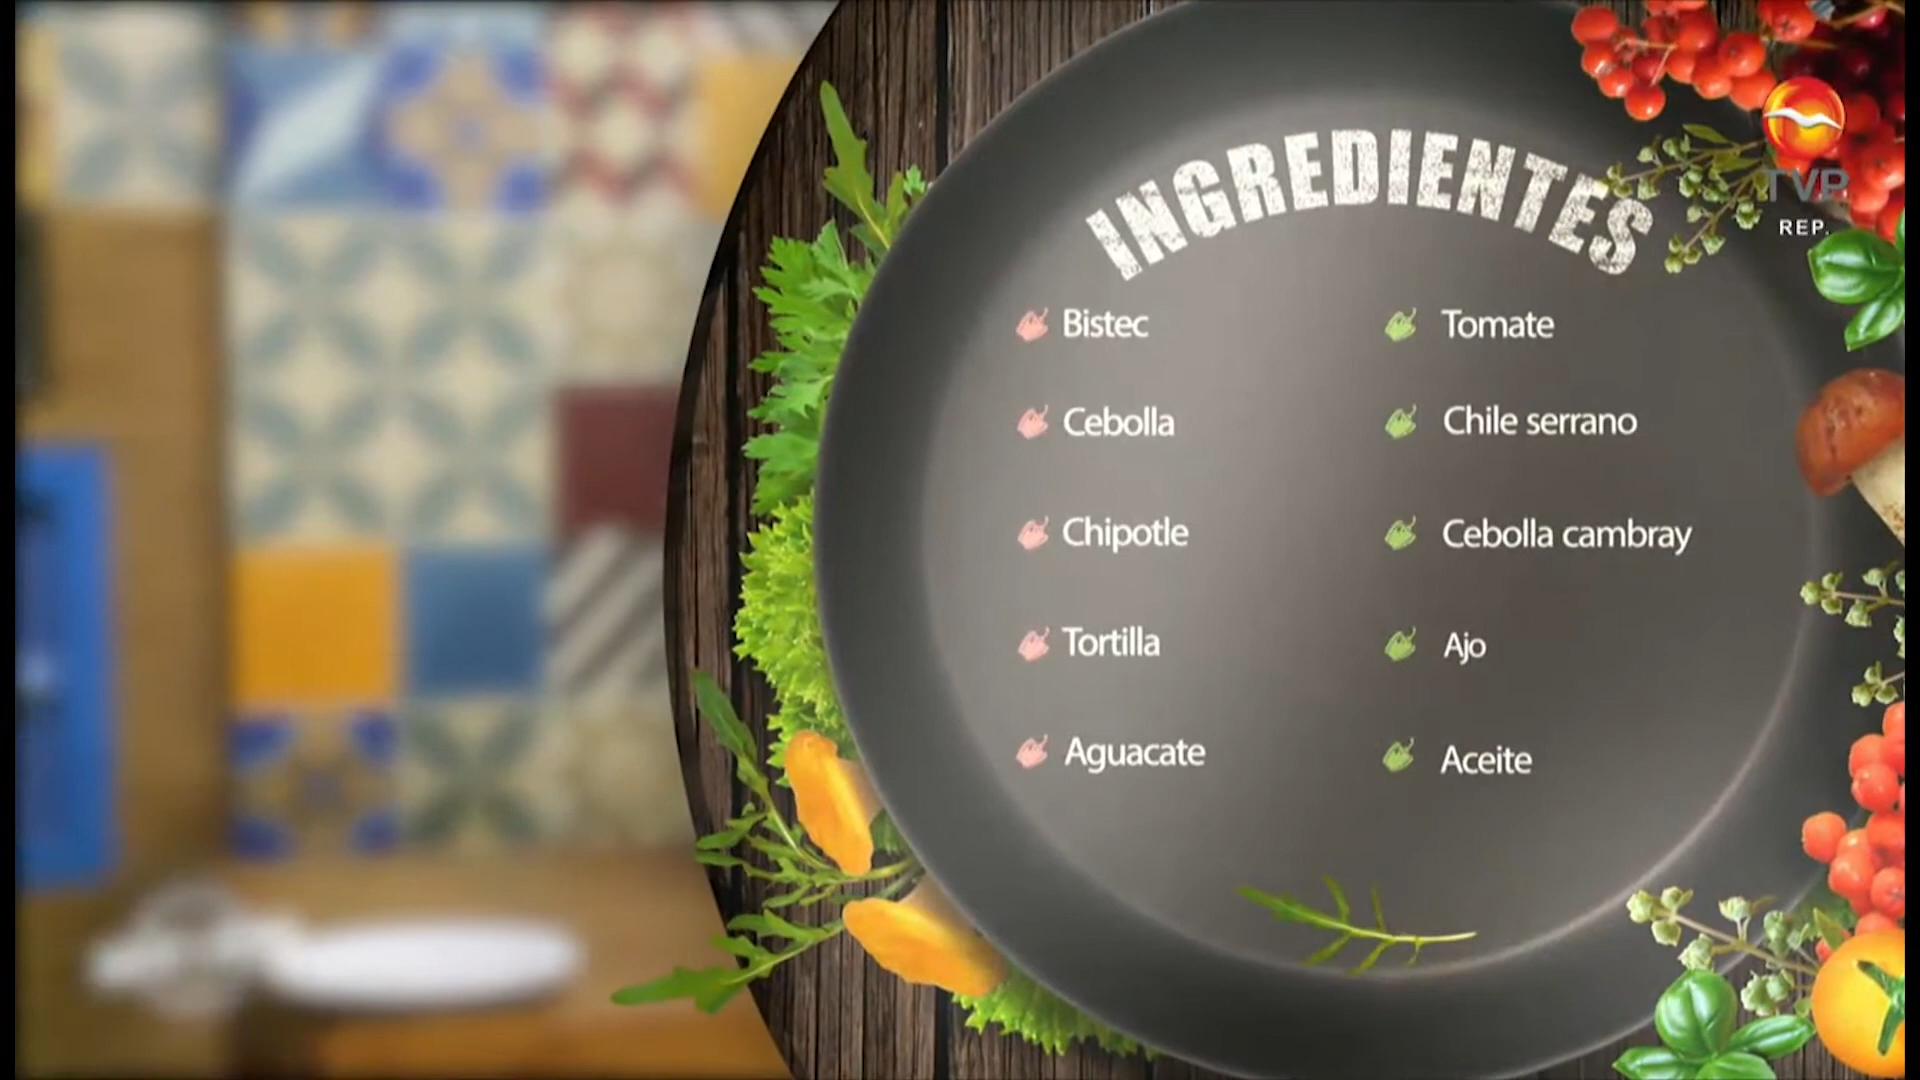 INGREDIENTES
Bistec
Cebolla
Chipotle
Tortilla
Aguacate
Tomate
Chile serrano
Cebolla cambray
Ajo
Aceite
TVP
REP.